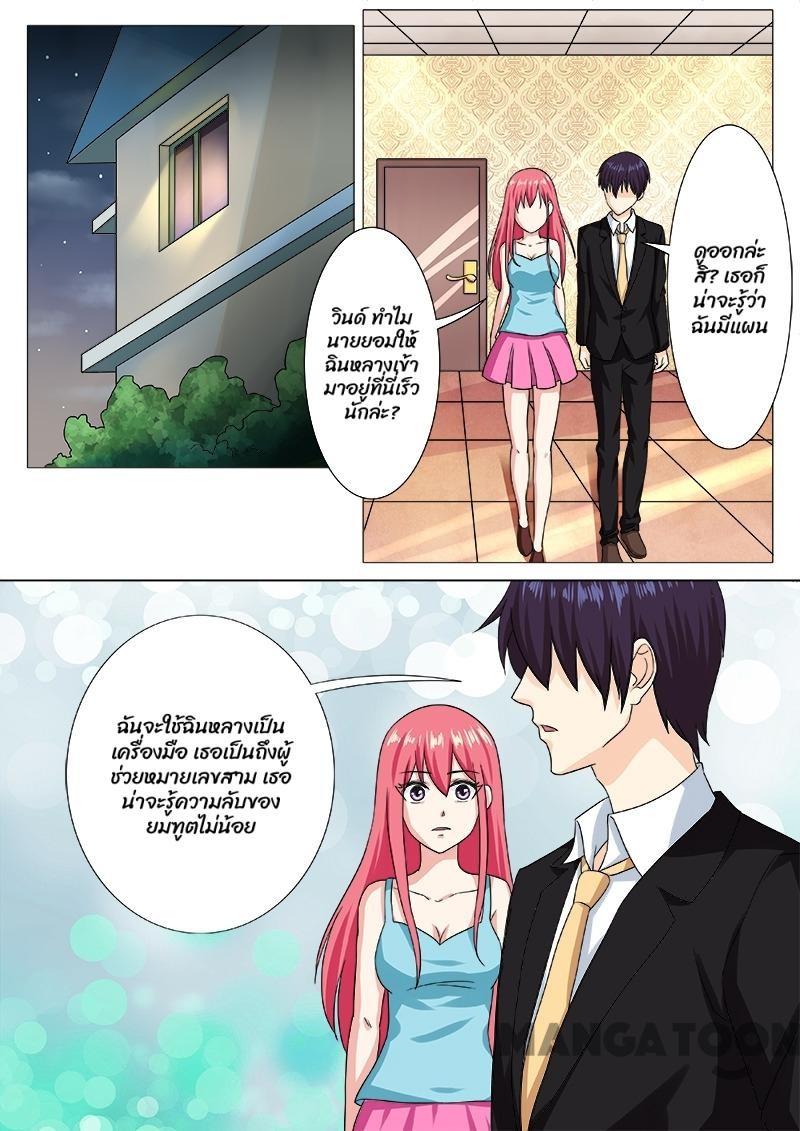 วินด์ ทำไม
นายยอมให้
ฉินหลางเข้า
มาอยู่ที่นี่เร็ว
นักล่ะ?
ดูออกล่ะ
สิ? เธอก็
น่าจะรู้ว่า
ฉันมีแผน
ฉันจะใช้ฉินหลางเป็น
เครื่องมือ เธอเป็นถึงผู้
ช่วยหมายเลขสาม เธอ
น่าจะรู้ความลับของ
ยมทูตไม่น้อย
MANGATOON